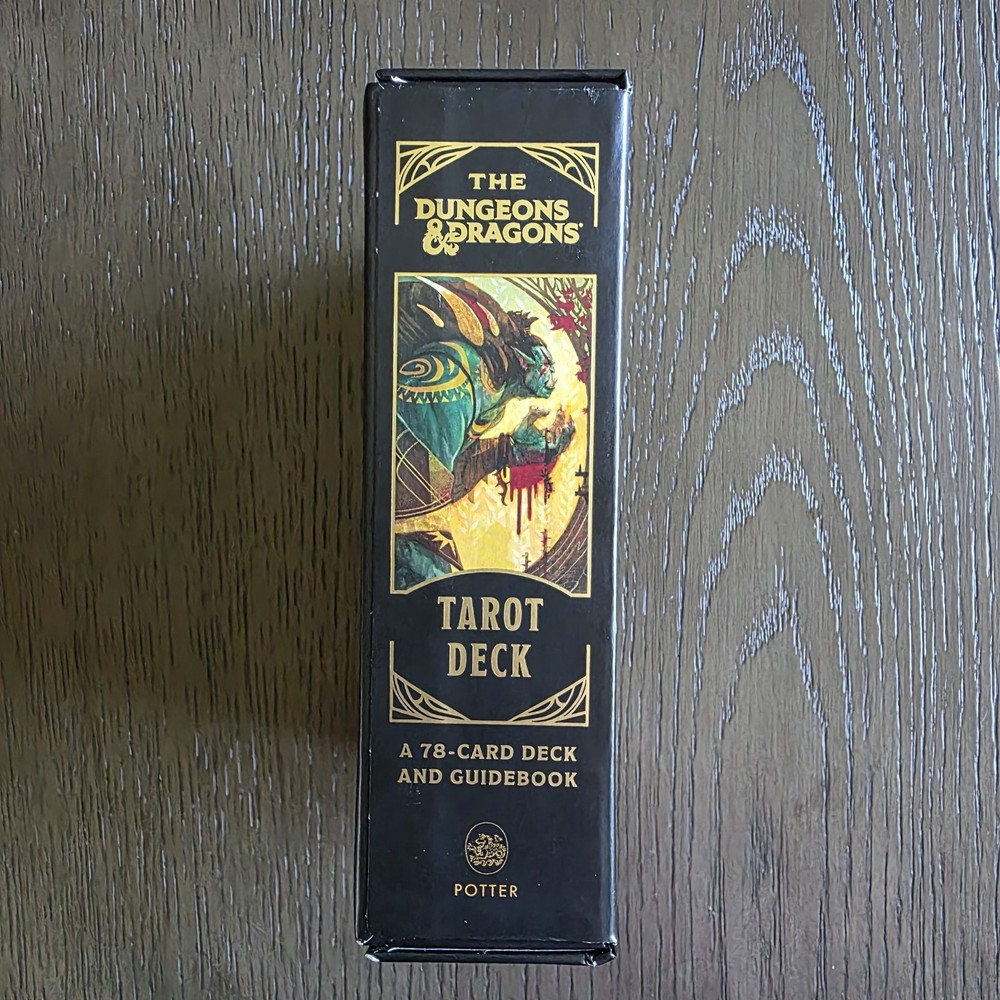 THE
DUNGEONS
& DRAGONS®
TAROT
DECK
A 78-CARD DECK
AND GUIDEBOOK
POTTER